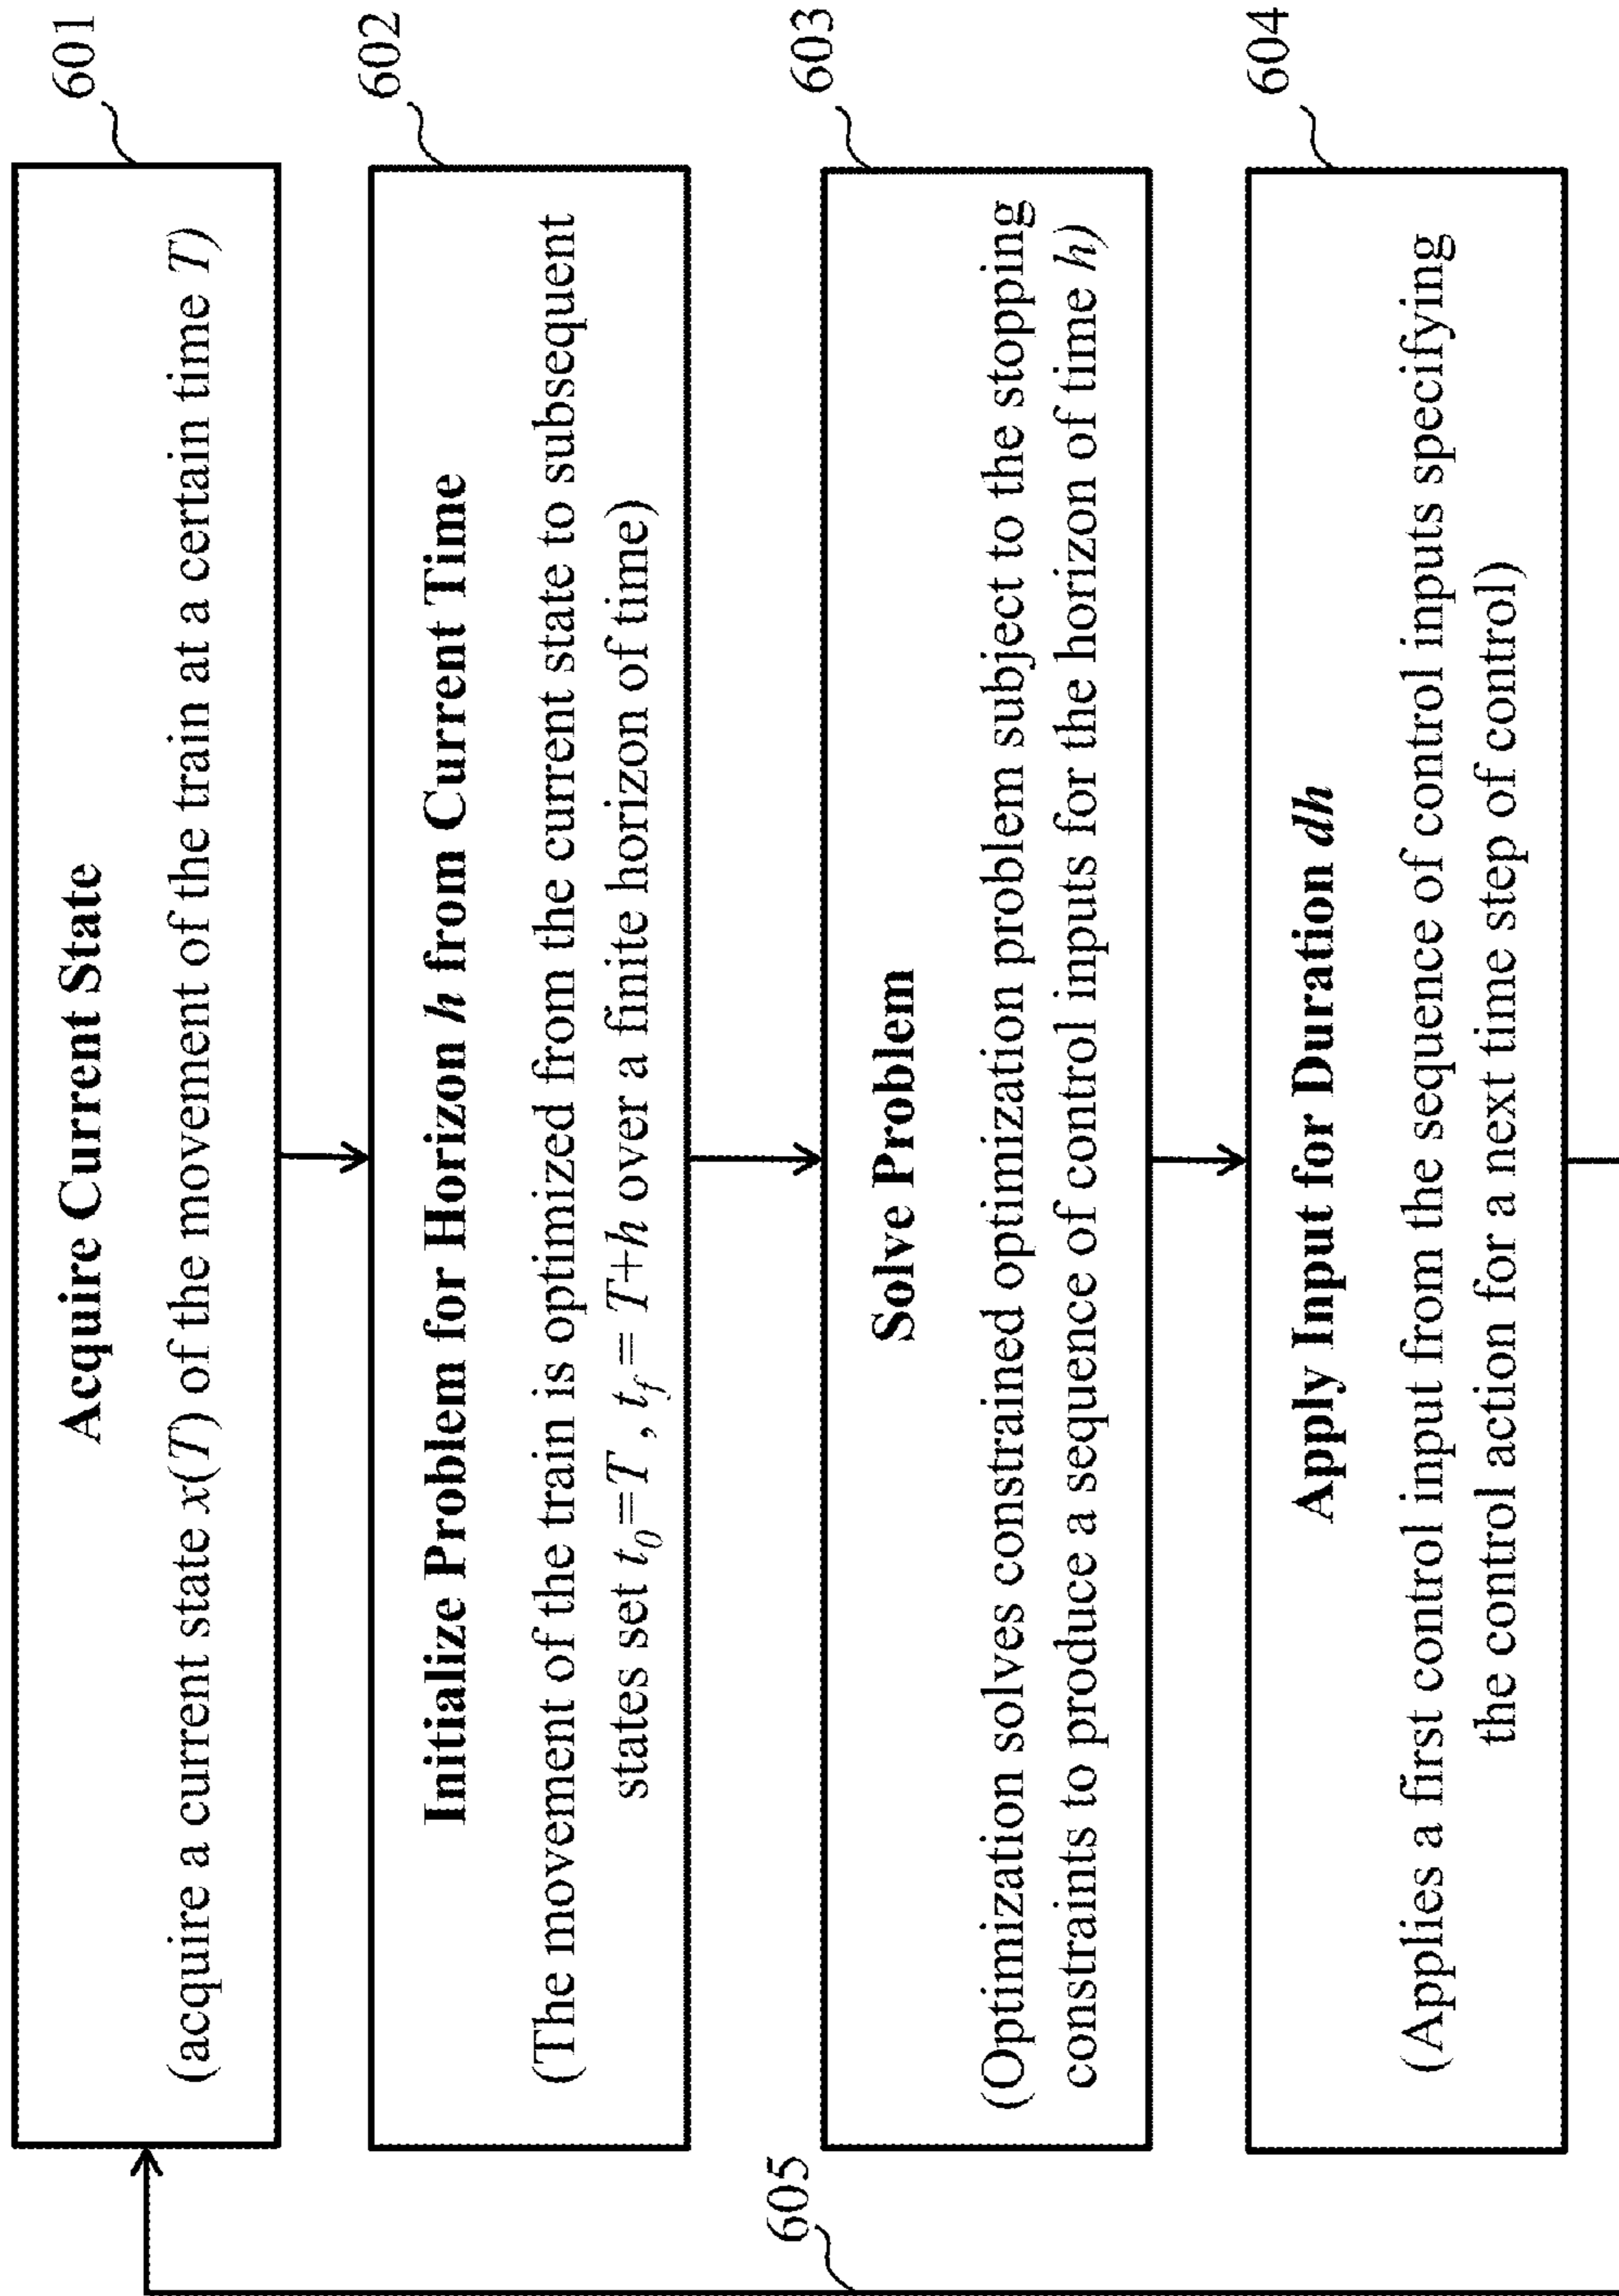 601
Acquire Current State
(acquire a current state x(T) of the movement of the train at a certain time T)
602
Initialize Problem for Horizon h from Current Time
(The movement of the train is optimized from the current state to subsequent
states set t₀=T, t_f = T+h over a finite horizon of time)
603
Solve Problem
(Optimization solves constrained optimization problem subject to the stopping
constraints to produce a sequence of control inputs for the horizon of time h)
604
Apply Input for Duration dh
(Applies a first control input from the sequence of control inputs specifying
the control action for a next time step of control)
605